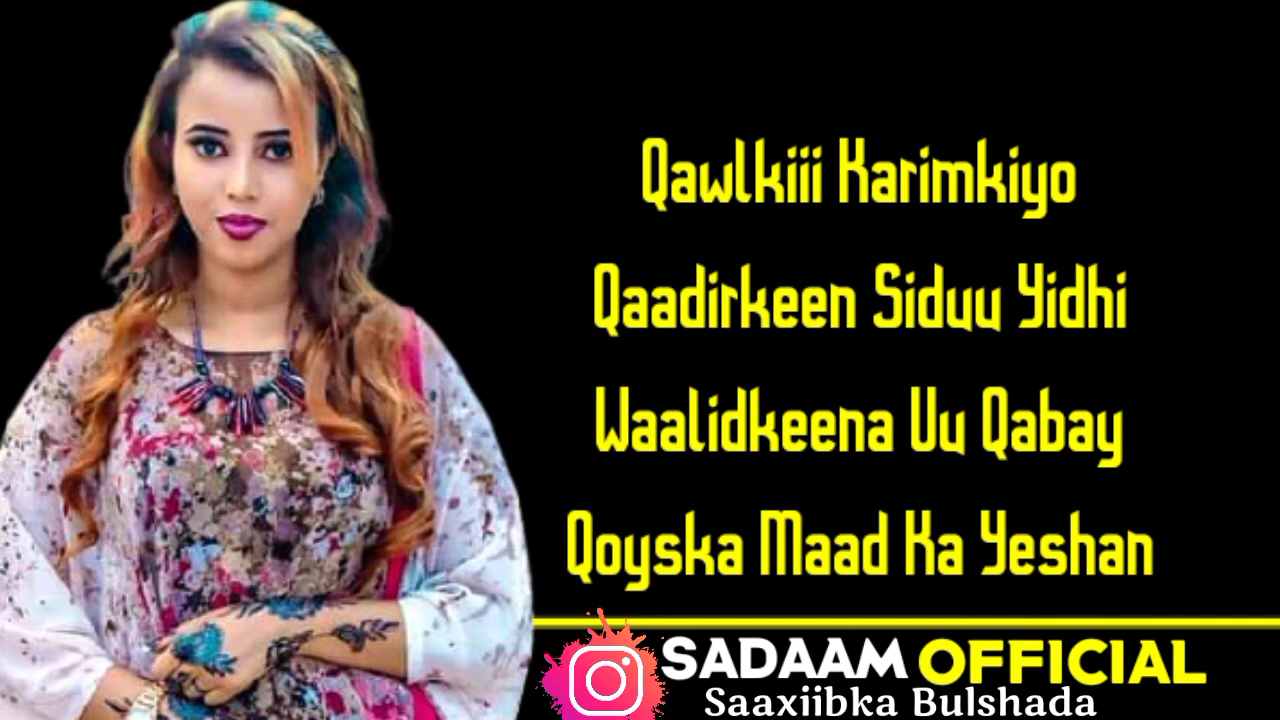 Qawlkiii Karimkiyo
Qaadirkeen Siduu Yidhi
Waalidkeena Uu Qabay
Qoyska Maad Ka Yeshan
SADAAM OFFICIAL
Saaxiibka Bulshada